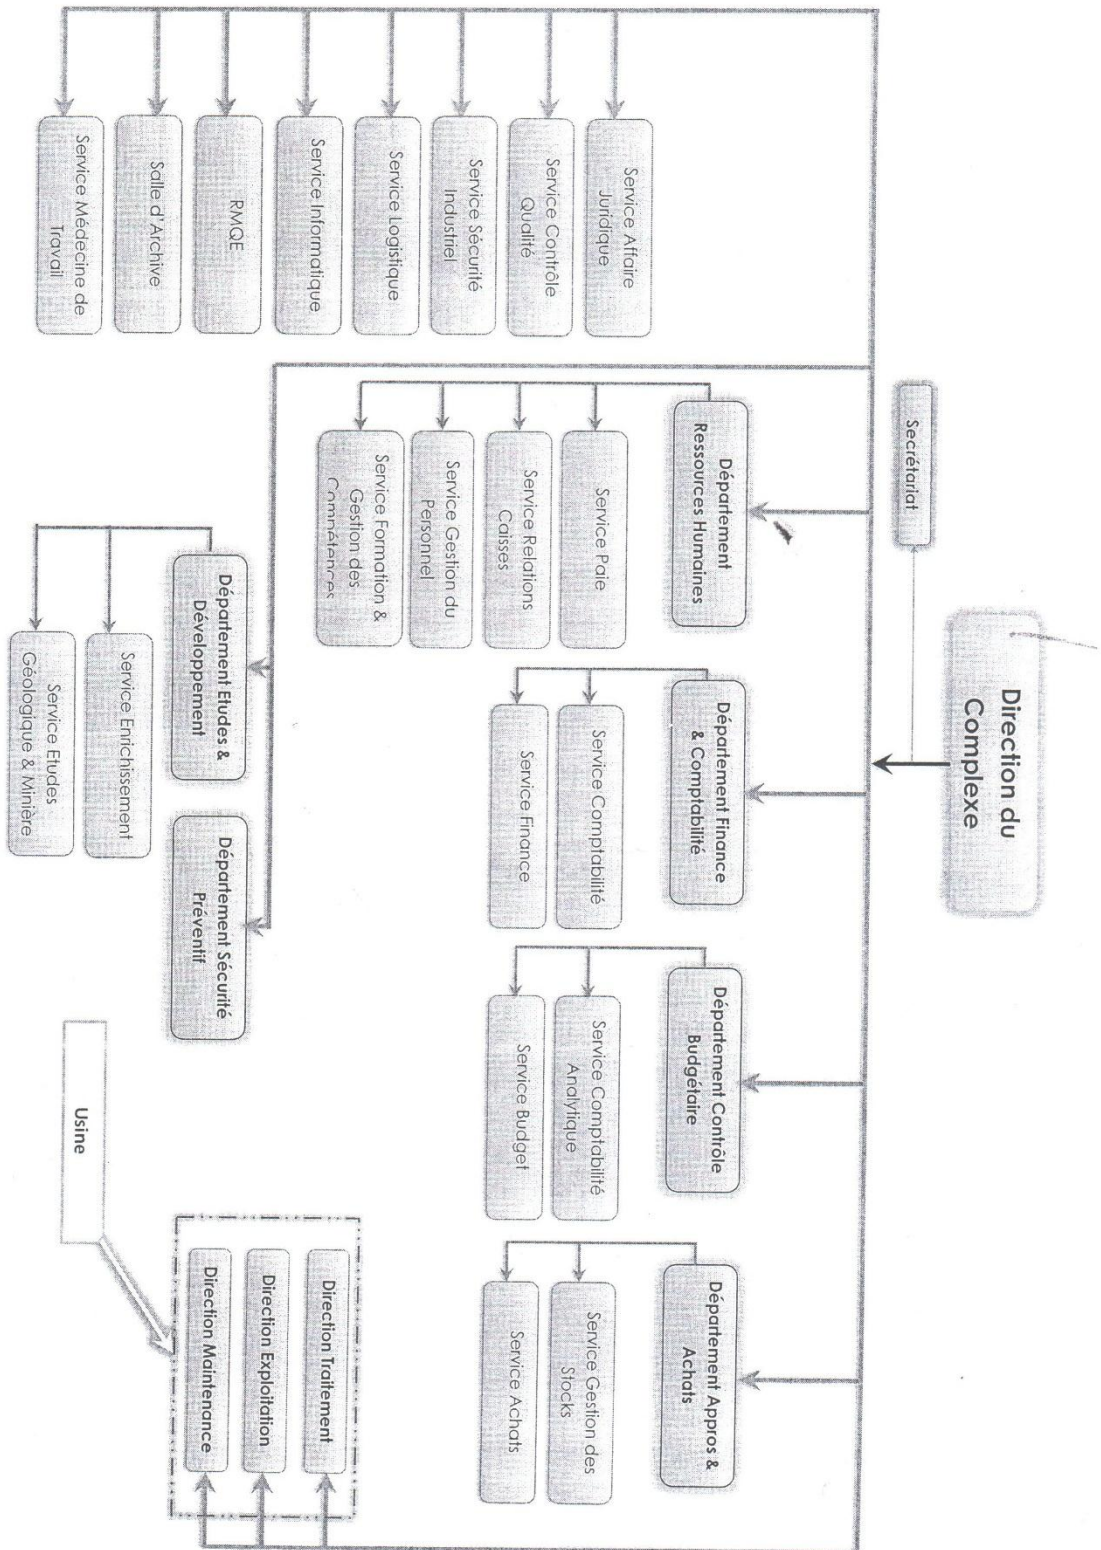 Direction du
Complexe
Secrétariat
Service Affaire
Juridique
Service Contrôle
Qualité
Service Sécurité
Industriel
Service Logistique
Service Informatique
RMQE
Salle d'Archive
Service Médecine de
Travail
Département
Ressources Humaines
Service Paie
Service Relations
Caisses
Service Gestion du
Personnel
Service Formation &
Gestion des
Compétences
Département Finance
& Comptabilité
Service Comptabilité
Service Finance
Département Contrôle
Budgétaire
Service Comptabilité
Analytique
Service Budget
Département Appros &
Achats
Service Gestion des
Stocks
Service Achats
Département Etudes &
Développement
Service Enrichissement
Service Etudes
Géologique & Minière
Département Sécurité
Préventif
Direction Traitement
Direction Exploitation
Direction Maintenance
Usine